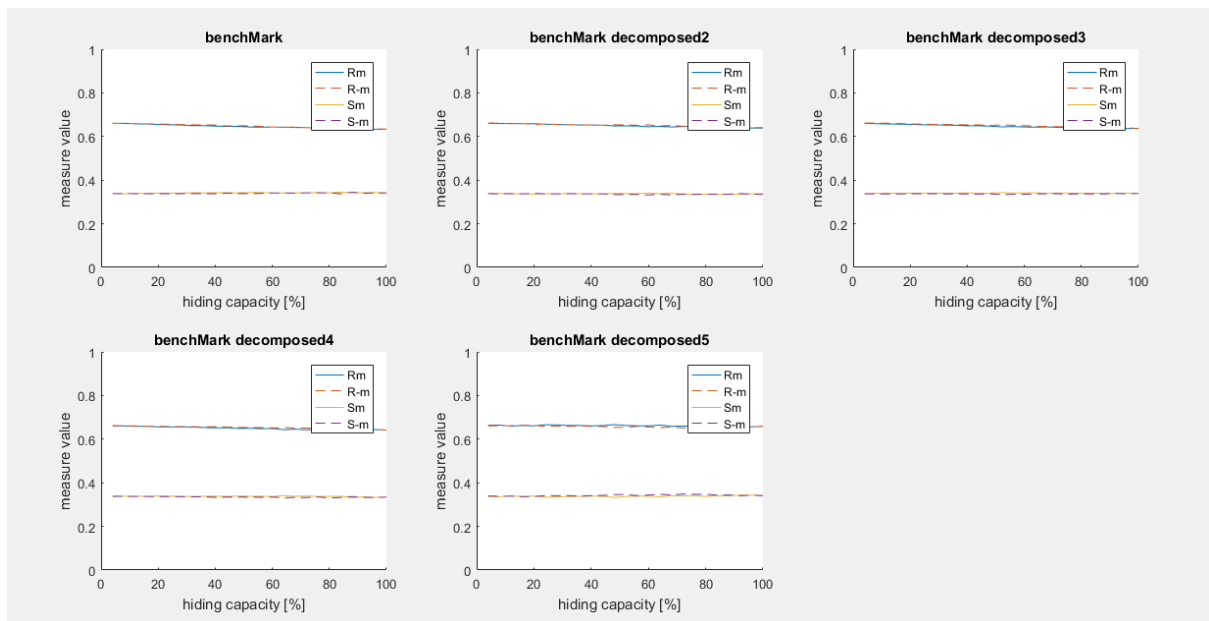 benchMark
1
0.8
0.6
0.4
0.2
0
0 20 40 60 80 100
measure value
hiding capacity [%]
Rm
R-m
Sm
S-m
benchMark decomposed2
1
0.8
0.6
0.4
0.2
0
0 20 40 60 80 100
measure value
hiding capacity [%]
Rm
R-m
Sm
S-m
benchMark decomposed3
1
0.8
0.6
0.4
0.2
0
0 20 40 60 80 100
measure value
hiding capacity [%]
Rm
R-m
Sm
S-m
benchMark decomposed4
1
0.8
0.6
0.4
0.2
0
0 20 40 60 80 100
measure value
hiding capacity [%]
Rm
R-m
Sm
S-m
benchMark decomposed5
1
0.8
0.6
0.4
0.2
0
0 20 40 60 80 100
measure value
hiding capacity [%]
Rm
R-m
Sm
S-m